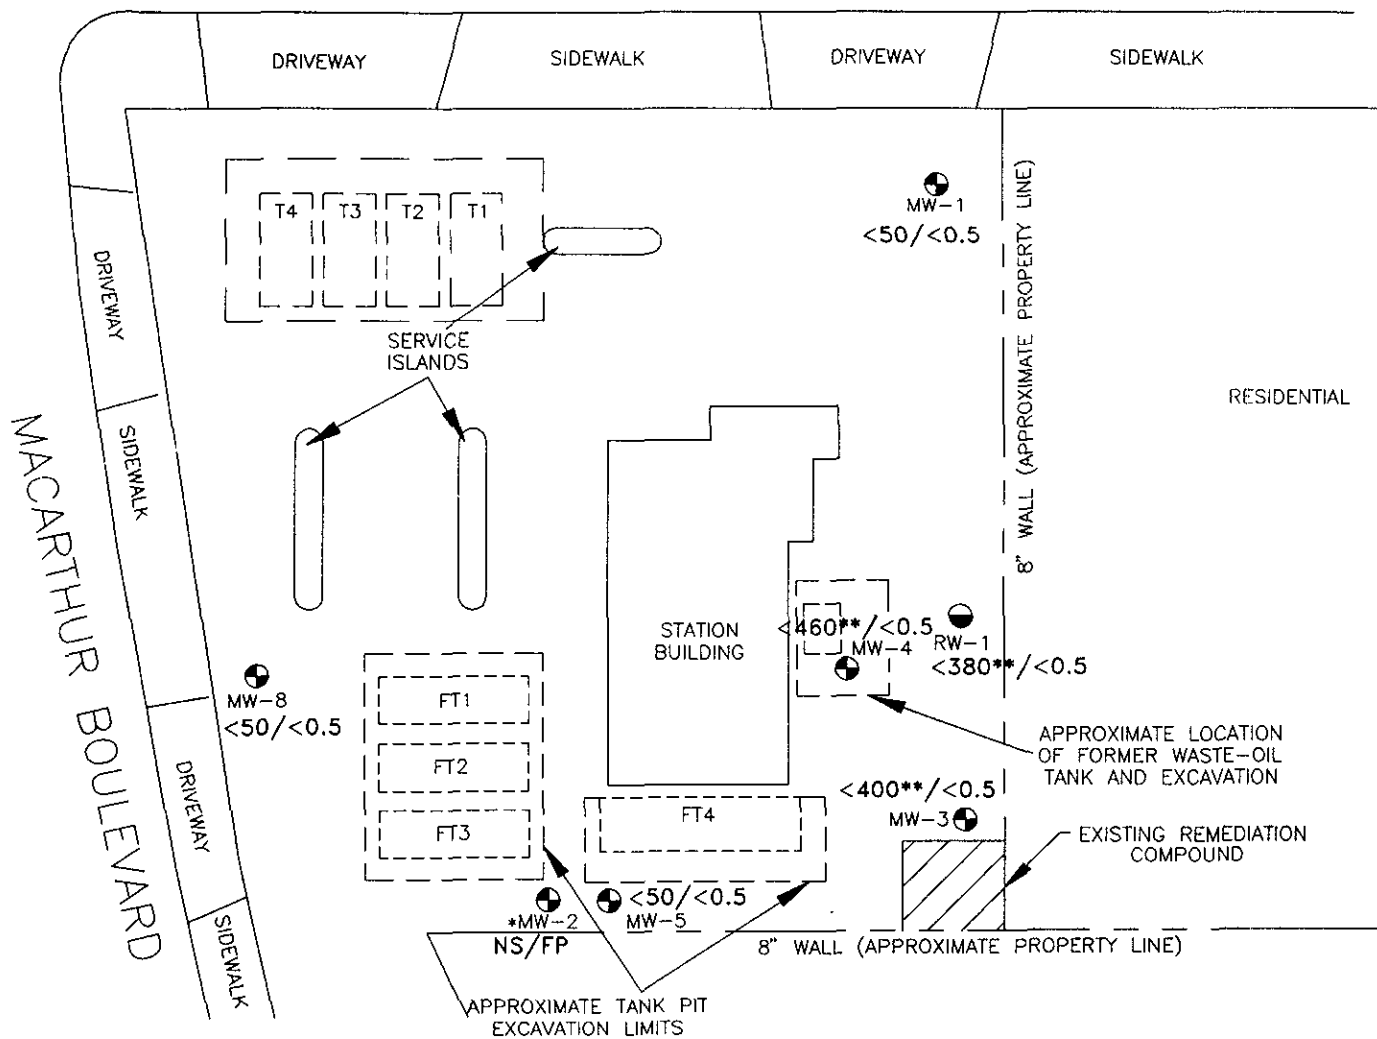 DRIVEWAY
SIDEWALK
DRIVEWAY
SIDEWALK
T4
T3
T2
T1
MW-1
<50/<0.5
DRIVEWAY
SERVICE
ISLANDS
8" WALL (APPROXIMATE PROPERTY LINE)
RESIDENTIAL
SIDEWALK
MACARTHUR BOULEVARD
STATION
BUILDING
<460**/<0.5
MW-4
RW-1
<380**/<0.5
MW-8
<50/<0.5
FT1
FT2
FT3
FT4
APPROXIMATE LOCATION
OF FORMER WASTE-OIL
TANK AND EXCAVATION
<400**/<0.5
MW-3
DRIVEWAY
EXISTING REMEDIATION
COMPOUND
<50/<0.5
*MW-2
MW-5
NS/FP
8" WALL (APPROXIMATE PROPERTY LINE)
SIDEWALK
APPROXIMATE TANK PIT
EXCAVATION LIMITS